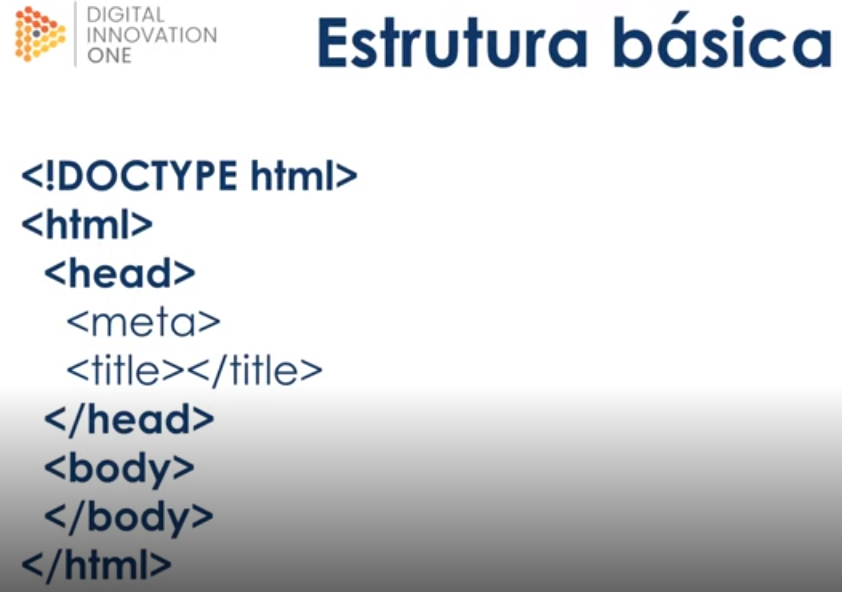 DIGITAL
INNOVATION
ONE
Estrutura básica
<!DOCTYPE html>
<html>
<head>
<meta>
<title></title>
</head>
<body>
</body>
</html>